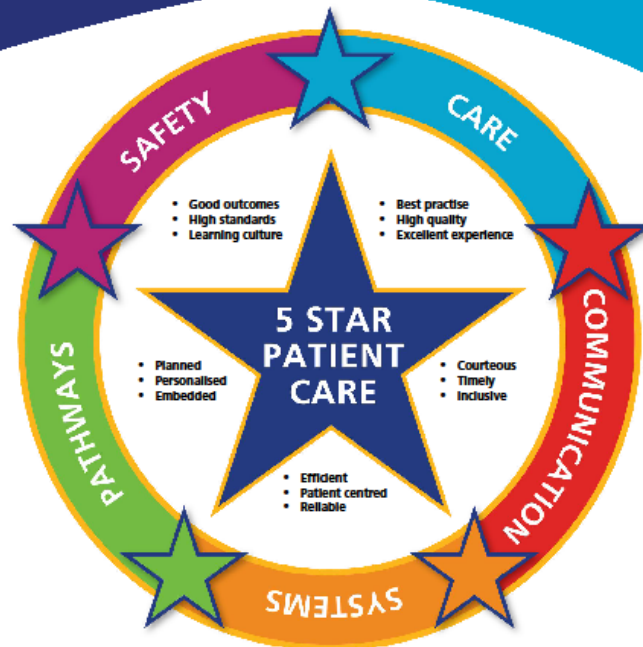 SAFETY
CARE
• Good outcomes
• High standards
• Learning culture
• Best practise
• High quality
• Excellent experience
5 STAR
PATIENT
CARE
PATHWAYS
• Planned
• Personalised
• Embedded
• Courteous
• Timely
• Inclusive
COMMUNICATION
• Efficient
• Patient centred
• Reliable
SYSTEMS